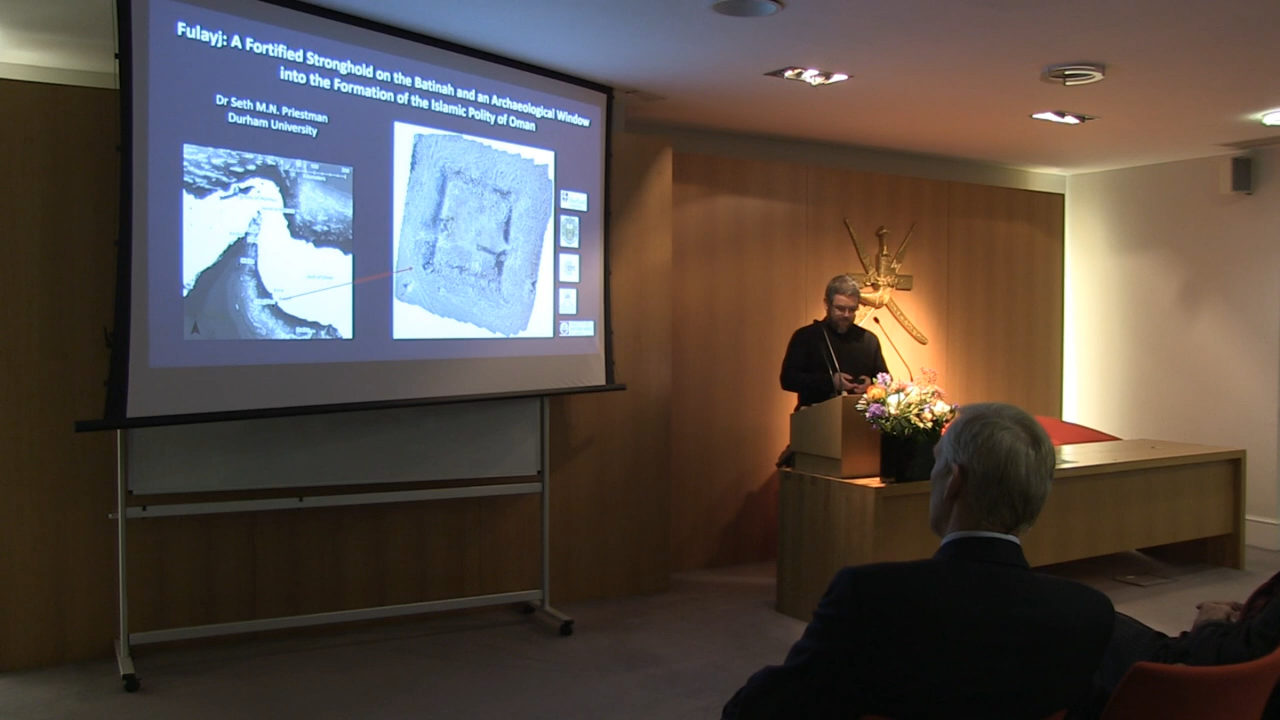 Fulayj: A Fortified Stronghold on the Batinah and an Archaeological Window
into the Formation of the Islamic Polity of Oman
Dr Seth M.N. Priestman
Durham University